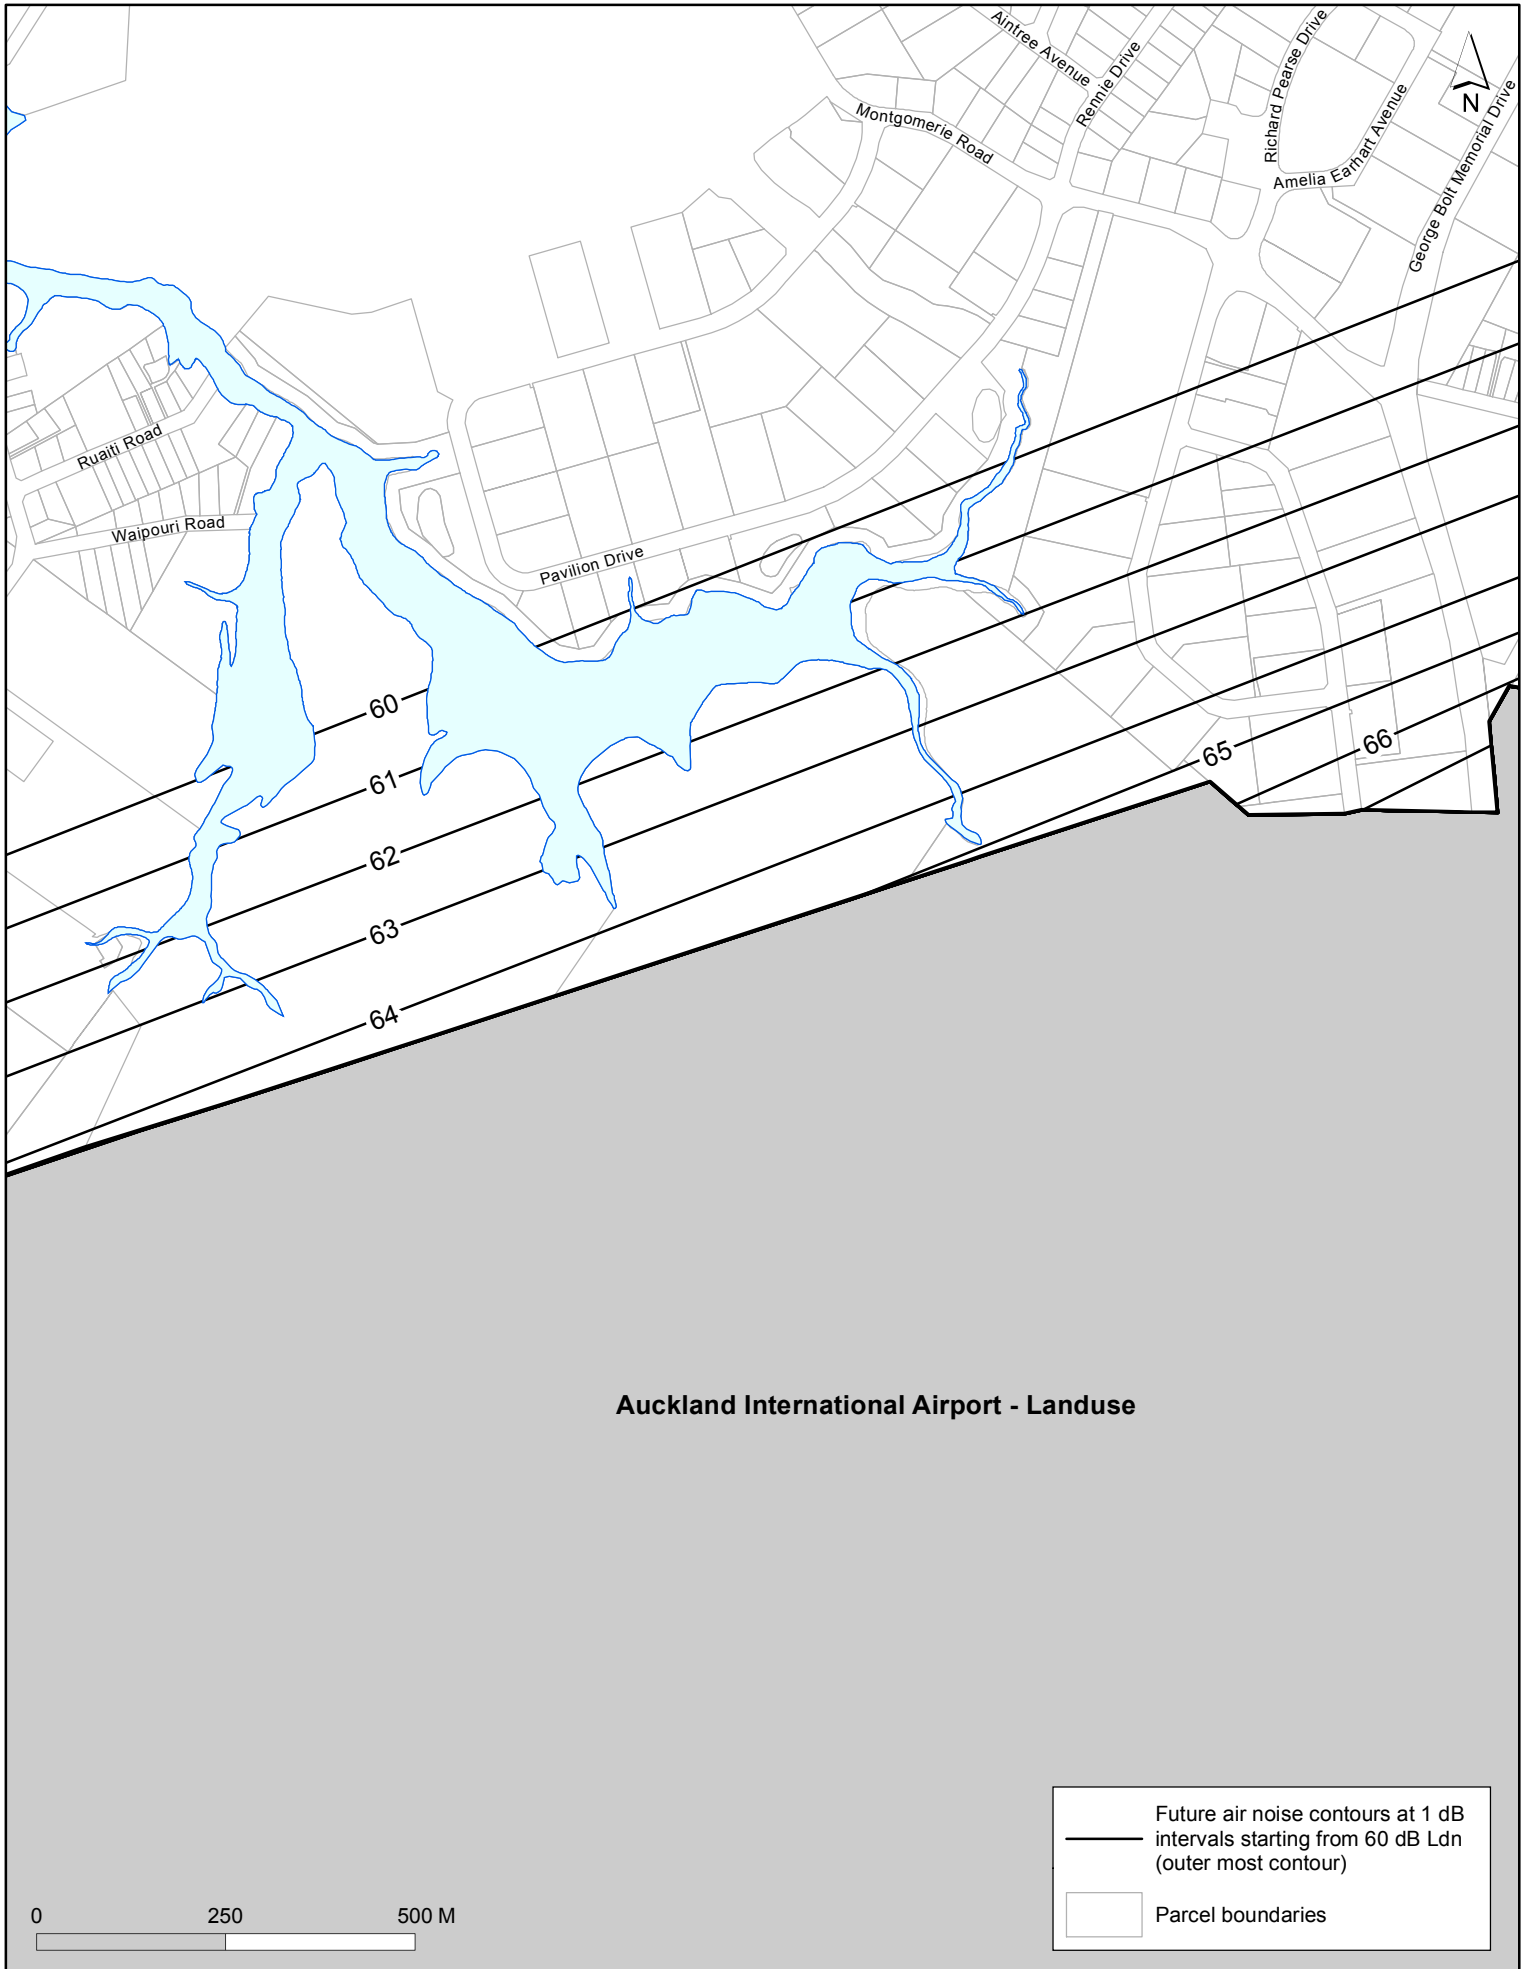 Aintree Avenue
Rennie Drive
Richard Pearse Drive
N
Montgomerie Road
Amelia Earhart Avenue
George Bolt Memorial Drive
Ruaiti Road
Waipouri Road
Pavilion Drive
60
61
62
63
64
65
66
Auckland International Airport - Landuse
Future air noise contours at 1 dB
intervals starting from 60 dB Ldn
(outer most contour)
Parcel boundaries
0 250 500 M